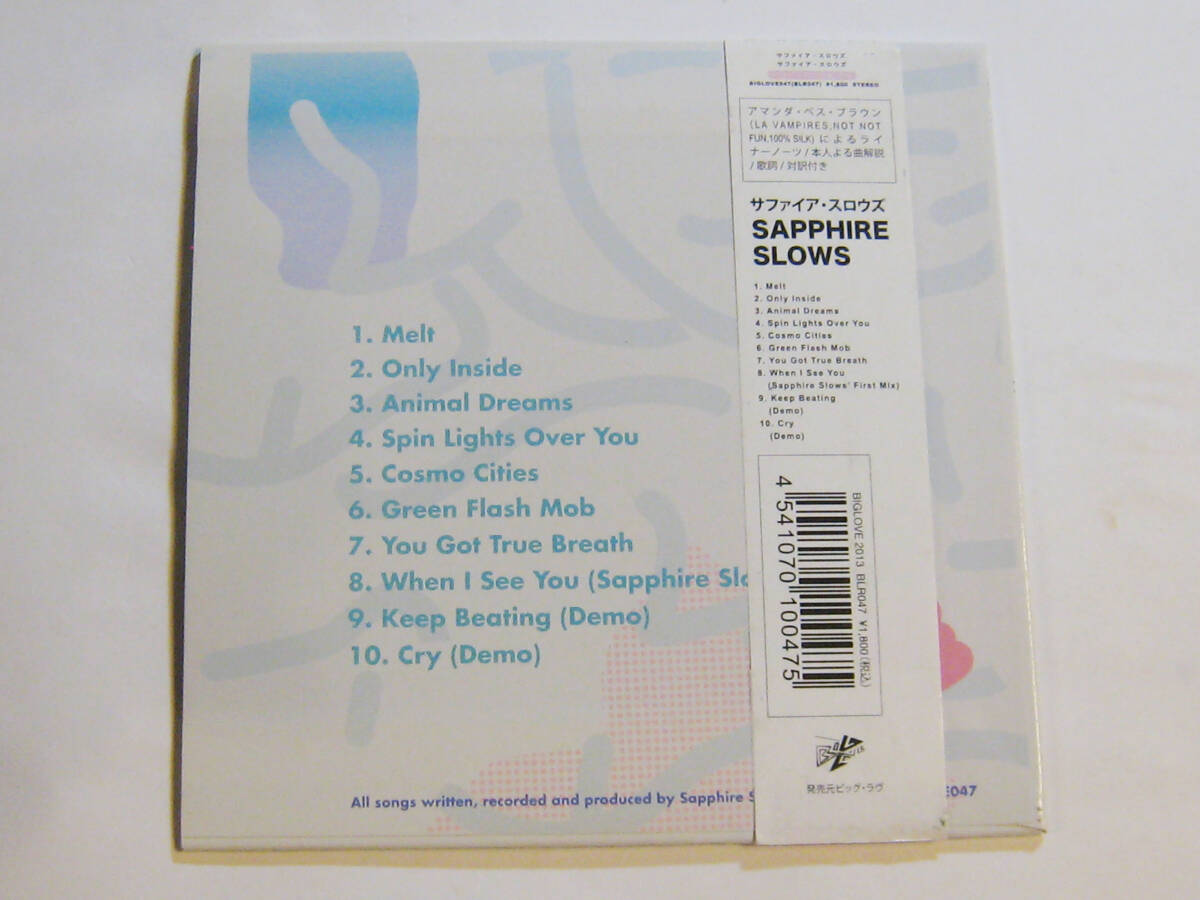 1. Melt
2. Only Inside
3. Animal Dreams
4. Spin Lights Over You
5. Cosmo Cities
6. Green Flash Mob
7. You Got True Breath
8. When I See You (Sapphire Slo
9. Keep Beating (Demo)
10. Cry (Demo)
All songs written, recorded and produced by Sapphire S
E047
サファイア・スロウズ
サファイア・スロウズ
BIGLOVE047(BLR047) ¥1,800 STEREO
アマンダ・ベス・ブラウン
(LA VAMPIRES,NOT NOT
FUN,100% SILK) によるライ
ナーノーツ/本人よる曲解説
/歌詞/対訳付き
サファイア・スロウズ
SAPPHIRE
SLOWS
1. Melt
2. Only Inside
3. Animal Dreams
4. Spin Lights Over You
5. Cosmo Cities
6. Green Flash Mob
7. You Got True Breath
8. When I See You
(Sapphire Slows' First Mix)
9. Keep Beating
(Demo)
10. Cry
(Demo)
BIGLOVE 2013 BLR047 ¥1,800(税込)
4 541070 100475
発売元ビッグ・ラヴ